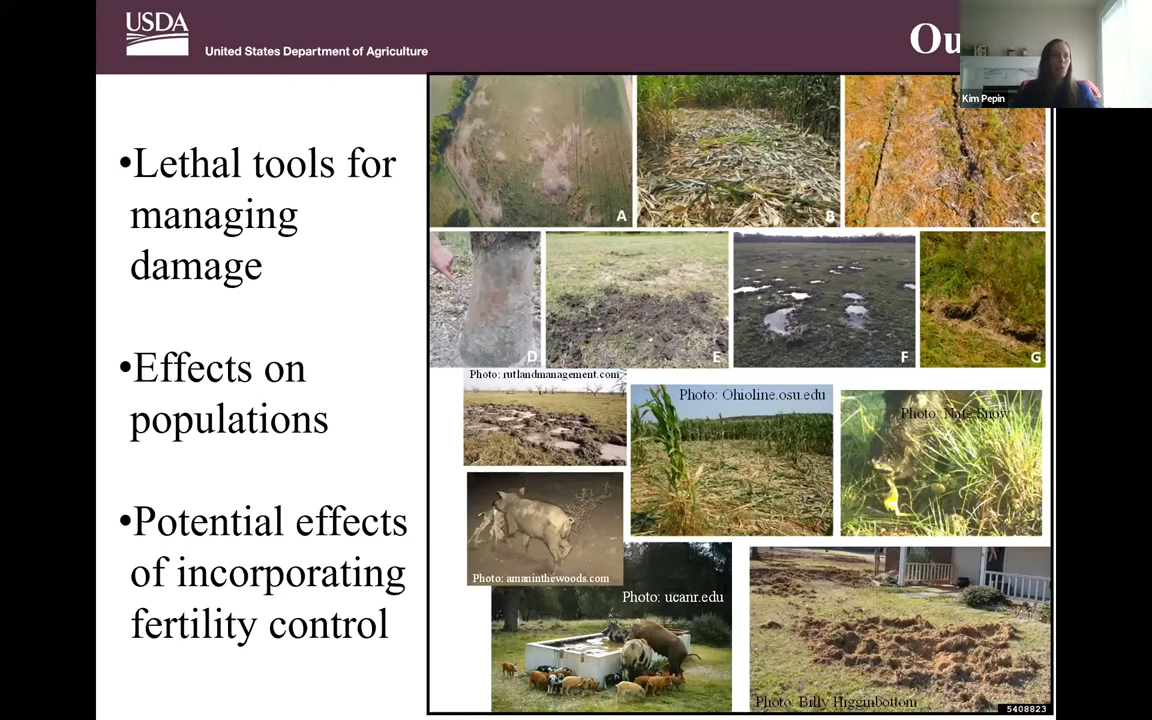 USDA
United States Department of Agriculture
Ou
Kim Pepin
•Lethal tools for
managing
damage
•Effects on
populations
•Potential effects
of incorporating
fertility control
A
B
C
D
E
F
G
Photo: rutlandmanagement.com
Photo: Ohioline.osu.edu
Photo: Nate Snow
Photo: amaninthewoods.com
Photo: ucanr.edu
Photo: Billy Higginbottom
5408823